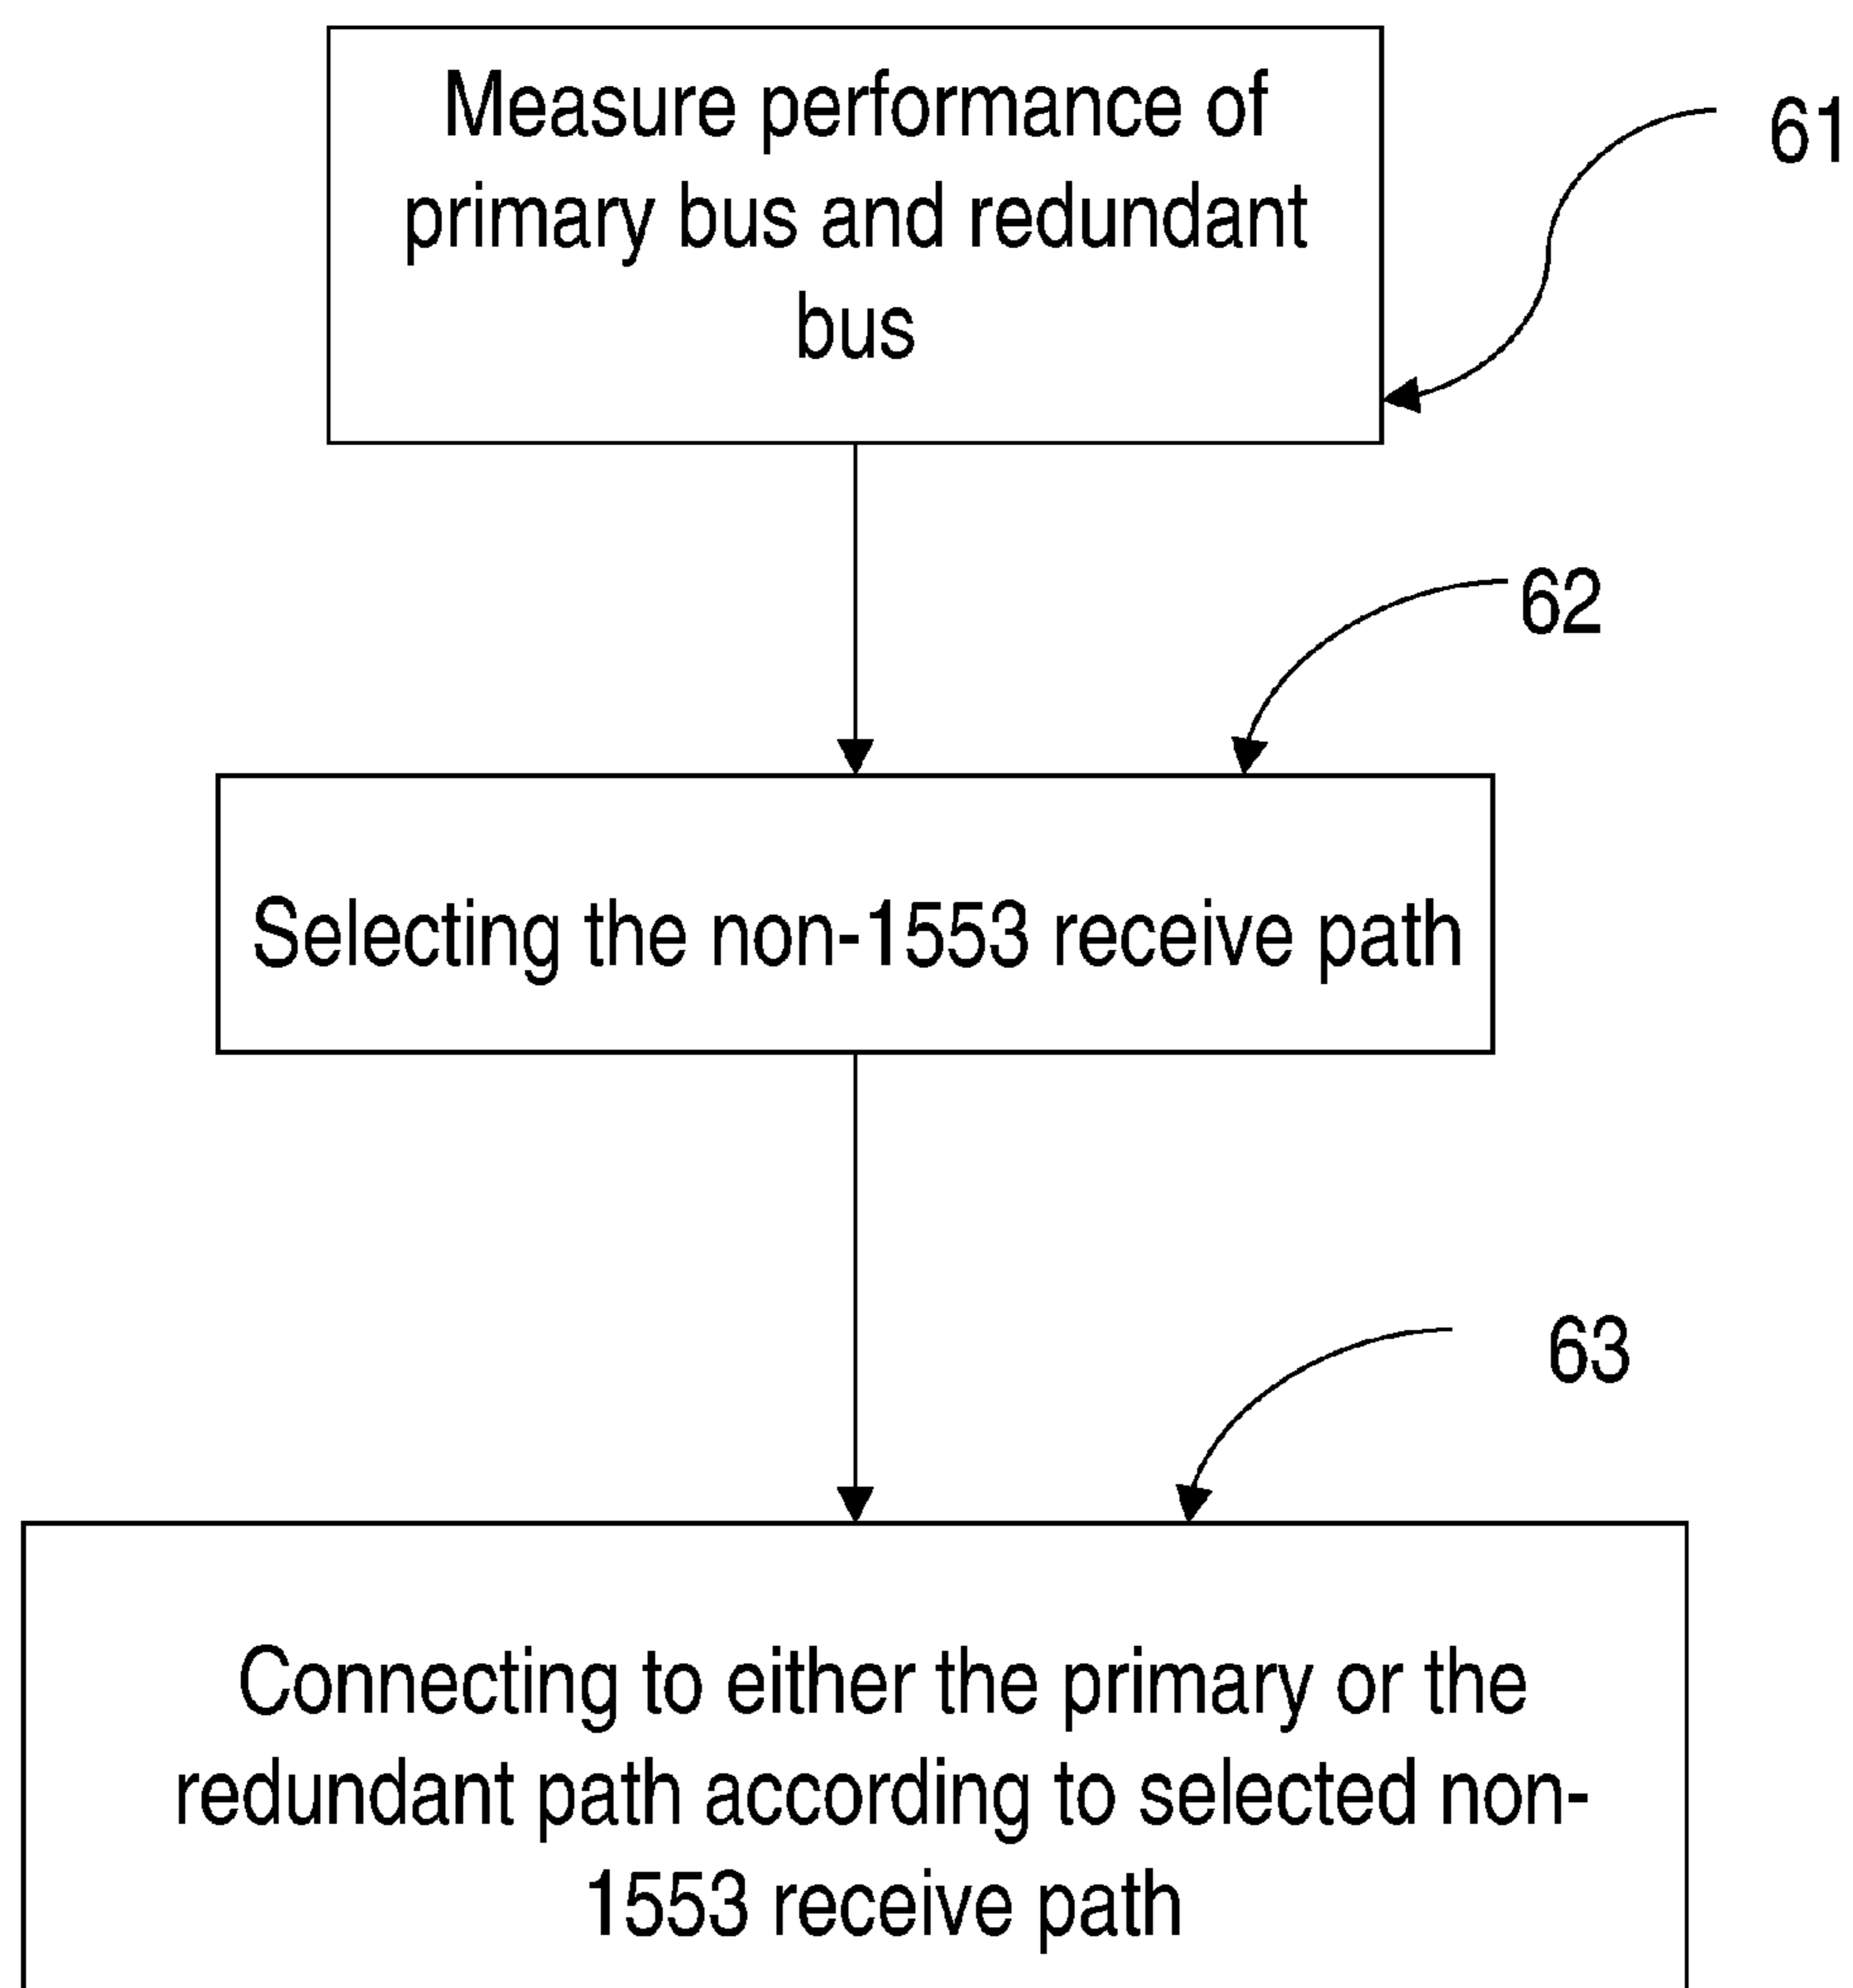 Measure performance of
primary bus and redundant
bus
61
62
Selecting the non-1553 receive path
63
Connecting to either the primary or the
redundant path according to selected non-
1553 receive path